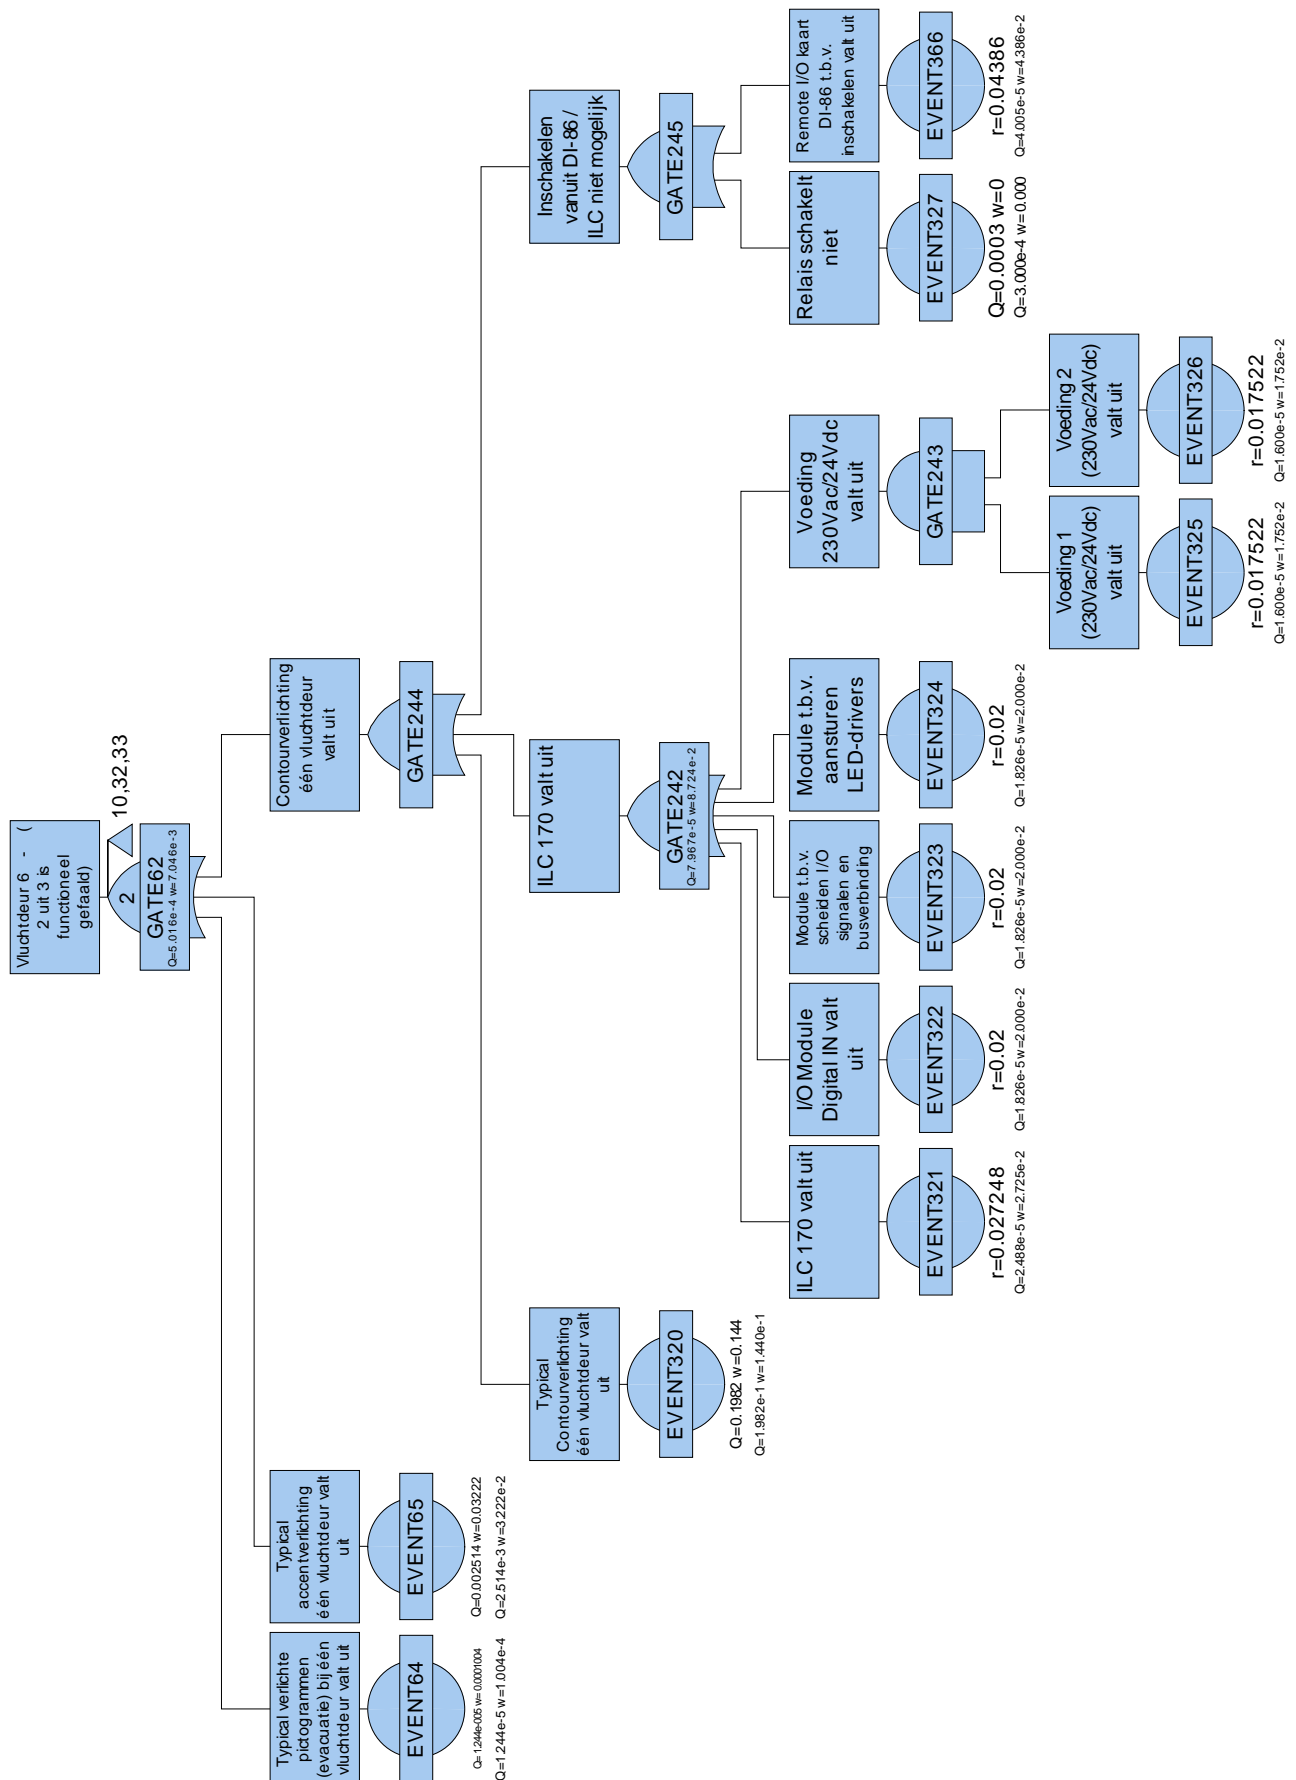 Vluchtdeur 6 - (
2 uit 3 is
functioneel
gefaald)
2
10,32,33
GATE62
Q=5.016e-4 w=7.046e-3
Typical verlichte
pictogrammen
(evacuatie) bij één
vluchtdeur valt uit
EVENT64
Q=1.244e-005 w=0.0001004
Q=1.244e-5 w=1.004e-4
Typical
accentverlichting
één vluchtdeur valt
uit
EVENT65
Q=0.002514 w=0.03222
Q=2.514e-3 w=3.222e-2
Contourverlichting
één vluchtdeur
valt uit
GATE244
Typical
Contourverlichting
één vluchtdeur valt
uit
EVENT320
Q=0.1982 w=0.144
Q=1.982e-1 w=1.440e-1
ILC 170 valt uit
GATE242
Q=7.967e-5 w=8.724e-2
Inschakelen
vanuit DI-86 /
ILC niet mogelijk
GATE245
ILC 170 valt uit
EVENT321
r=0.027248
Q=2.488e-5 w=2.725e-2
I/O Module
Digital IN valt
uit
EVENT322
r=0.02
Q=1.826e-5 w=2.000e-2
Module t.b.v.
scheiden I/O
signalen en
busverbinding
EVENT323
r=0.02
Q=1.826e-5 w=2.000e-2
Module t.b.v.
aansturen
LED-drivers
EVENT324
r=0.02
Q=1.826e-5 w=2.000e-2
Voeding
230Vac/24Vdc
valt uit
GATE243
Relais schakelt
niet
EVENT327
Q=0.0003 w=0
Q=3.000e-4 w=0.000
Remote I/O kaart
DI-86 t.b.v.
inschakelen valt uit
EVENT366
r=0.04386
Q=4.005e-5 w=4.386e-2
Voeding 1
(230Vac/24Vdc)
valt uit
EVENT325
r=0.017522
Q=1.600e-5 w=1.752e-2
Voeding 2
(230Vac/24Vdc)
valt uit
EVENT326
r=0.017522
Q=1.600e-5 w=1.752e-2